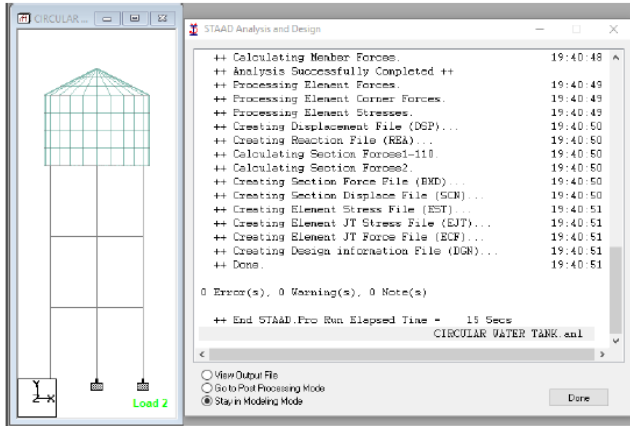 CIRCULAR ...
Y
Z X
Load 2
STAAD Analysis and Design
++ Calculating Member Forces. 19:40:48
++ Analysis Successfully Completed ++
++ Processing Element Forces. 19:40:49
++ Processing Element Corner Forces. 19:40:49
++ Processing Element Stresses. 19:40:49
++ Creating Displacement File (DSP)... 19:40:50
++ Creating Reaction File (REA)... 19:40:50
++ Calculating Section Forces1-110. 19:40:50
++ Calculating Section Forces2. 19:40:50
++ Creating Section Force File (BMD)... 19:40:50
++ Creating Section Displace File (SCN)... 19:40:50
++ Creating Element Stress File (EST)... 19:40:51
++ Creating Element JT Stress File (EJT)... 19:40:51
++ Creating Element JT Force File (ECF)... 19:40:51
++ Creating Design information File (DGN)... 19:40:51
++ Done. 19:40:51
0 Error(s), 0 Warning(s), 0 Note(s)
++ End STAAD.Pro Run Elapsed Time = 15 Secs
CIRCULAR WATER TANK.anl
View Output File
Go to Post Processing Mode
Stay in Modeling Mode
Done